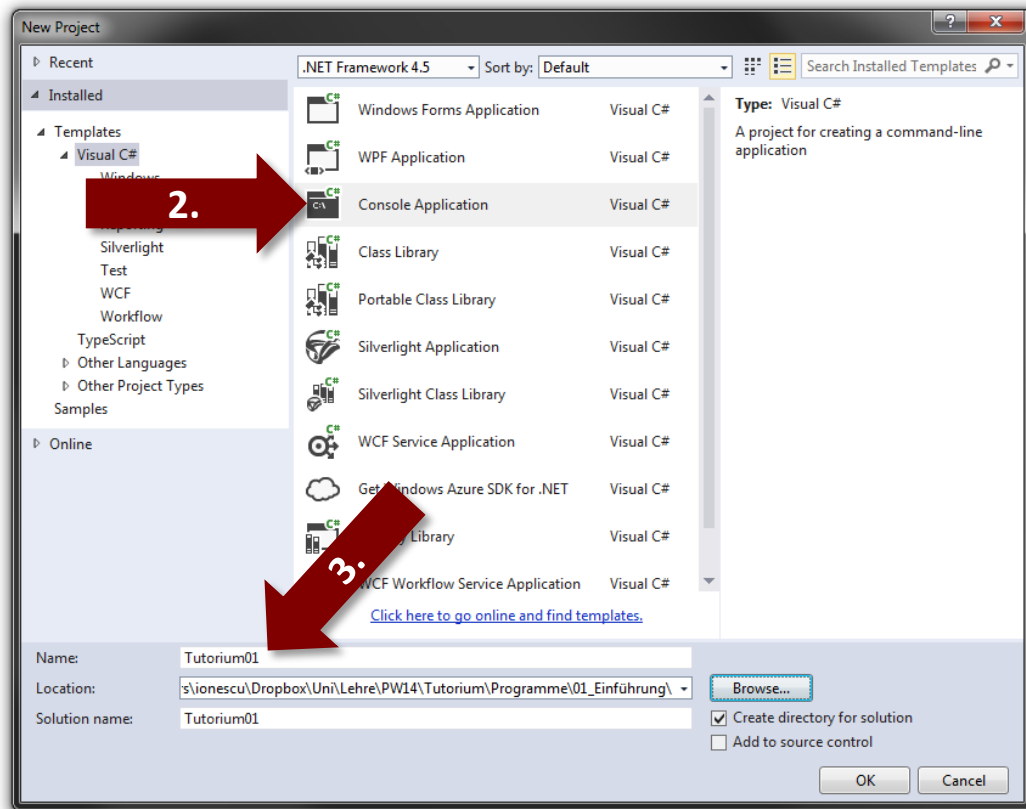 New Project
Recent
Installed
Templates
Visual C#
Windows
Silverlight
Test
WCF
Workflow
TypeScript
Other Languages
Other Project Types
Samples
Online
.NET Framework 4.5 Sort by: Default Search Installed Templates
Windows Forms Application Visual C#
WPF Application Visual C#
2. Console Application Visual C#
Class Library Visual C#
Portable Class Library Visual C#
Silverlight Application Visual C#
Silverlight Class Library Visual C#
WCF Service Application Visual C#
Get Windows Azure SDK for .NET Visual C#
Library Visual C#
WCF Workflow Service Application Visual C#
Click here to go online and find templates.
Type: Visual C#
A project for creating a command-line
application
3.
Name: Tutorium01
Location: s\ionescu\Dropbox\Uni\Lehre\PW14\Tutorium\Programme\01_Einführung\ Browse...
Solution name: Tutorium01
Create directory for solution
Add to source control
OK Cancel